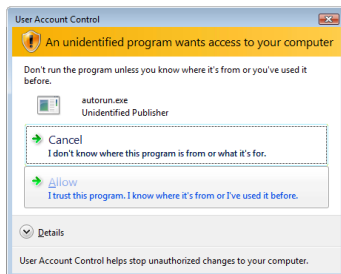 User Account Control
An unidentified program wants access to your computer
Don't run the program unless you know where it's from or you've used it
before.
autorun.exe
Unidentified Publisher
Cancel
I don't know where this program is from or what it's for.
Allow
I trust this program. I know where it's from or I've used it before.
Details
User Account Control helps stop unauthorized changes to your computer.